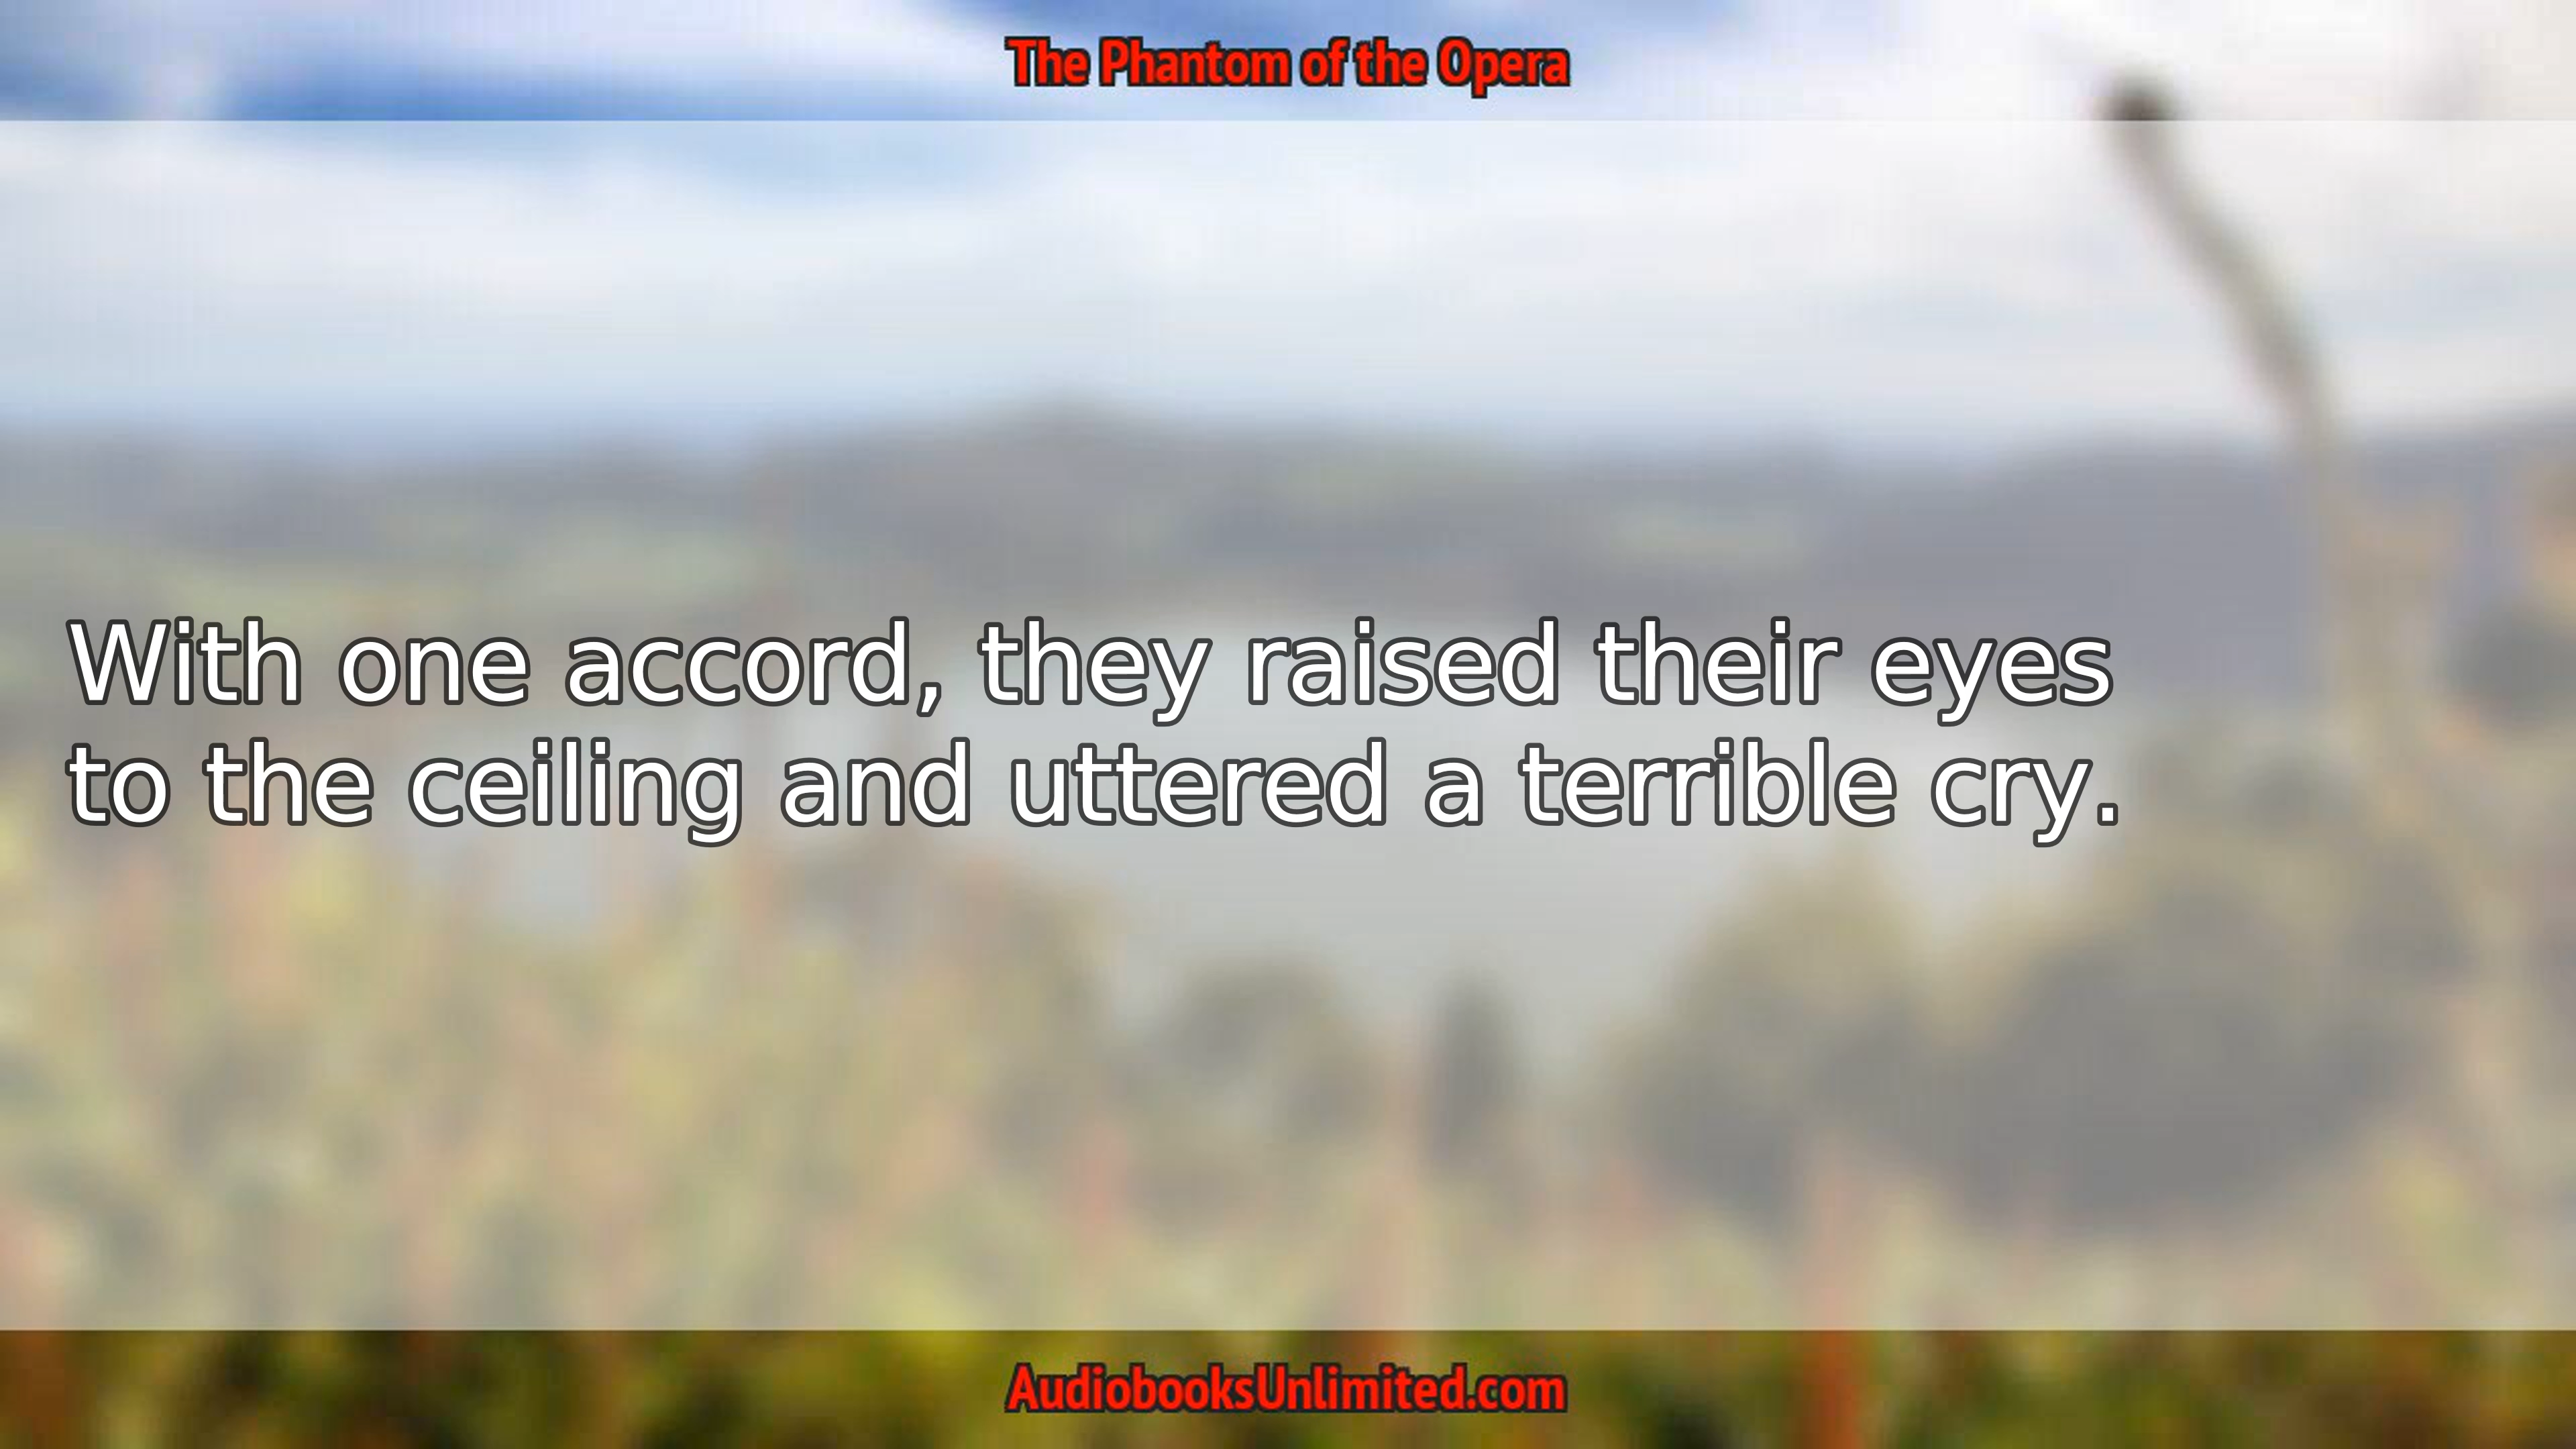 The Phantom of the Opera
With one accord, they raised their eyes
to the ceiling and uttered a terrible cry.
AudiobooksUnlimited.com